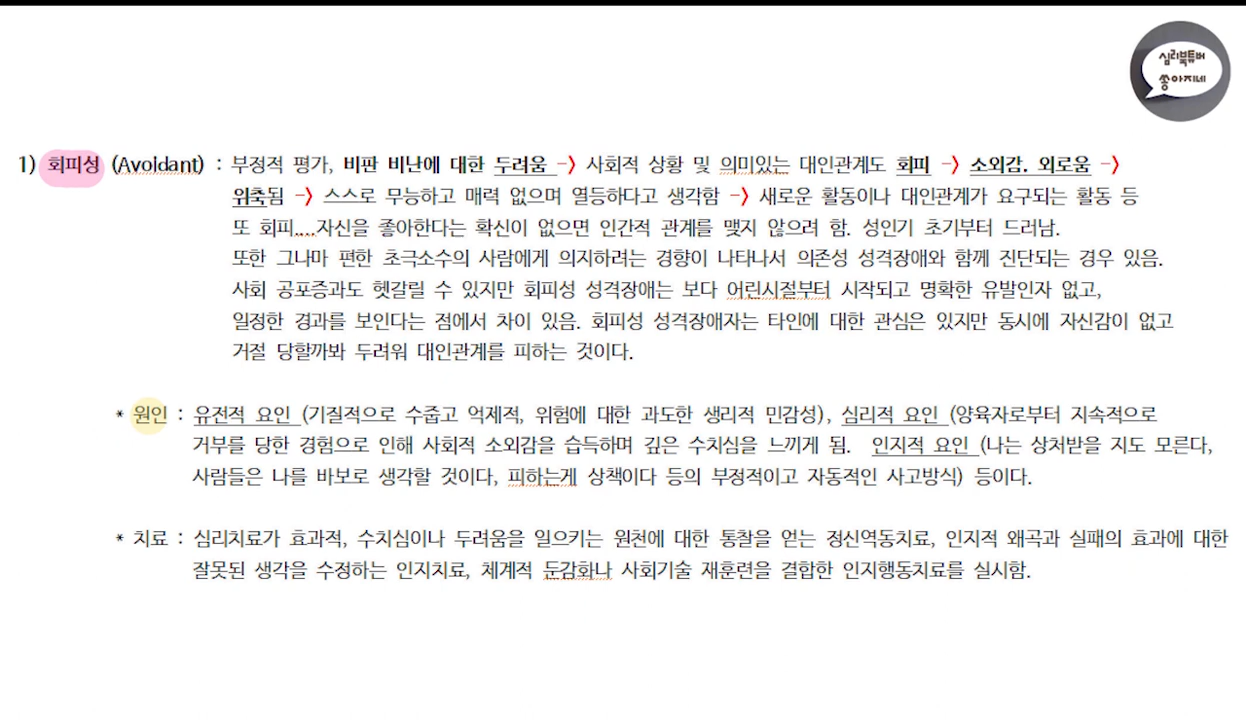 심리북튜버
쏭아지네
1) 회피성 (Avoldant) : 부정적 평가, 비판 비난에 대한 두려움 -> 사회적 상황 및 의미있는 대인관계도 회피 -> 소외감. 외로움 ->
위축됨 -> 스스로 무능하고 매력 없으며 열등하다고 생각함 -> 새로운 활동이나 대인관계가 요구되는 활동 등
또 회피....자신을 좋아한다는 확신이 없으면 인간적 관계를 맺지 않으려 함. 성인기 초기부터 드러남.
또한 그나마 편한 초극소수의 사람에게 의지하려는 경향이 나타나서 의존성 성격장애와 함께 진단되는 경우 있음.
사회 공포증과도 헷갈릴 수 있지만 회피성 성격장애는 보다 어린시절부터 시작되고 명확한 유발인자 없고,
일정한 경과를 보인다는 점에서 차이 있음. 회피성 성격장애자는 타인에 대한 관심은 있지만 동시에 자신감이 없고
거절 당할까봐 두려워 대인관계를 피하는 것이다.
* 원인 : 유전적 요인 (기질적으로 수줍고 억제적, 위험에 대한 과도한 생리적 민감성), 심리적 요인 (양육자로부터 지속적으로
거부를 당한 경험으로 인해 사회적 소외감을 습득하며 깊은 수치심을 느끼게 됨. 인지적 요인 (나는 상처받을 지도 모른다,
사람들은 나를 바보로 생각할 것이다, 피하는게 상책이다 등의 부정적이고 자동적인 사고방식) 등이다.
* 치료 : 심리치료가 효과적, 수치심이나 두려움을 일으키는 원천에 대한 통찰을 얻는 정신역동치료, 인지적 왜곡과 실패의 효과에 대한
잘못된 생각을 수정하는 인지치료, 체계적 둔감화나 사회기술 재훈련을 결합한 인지행동치료를 실시함.